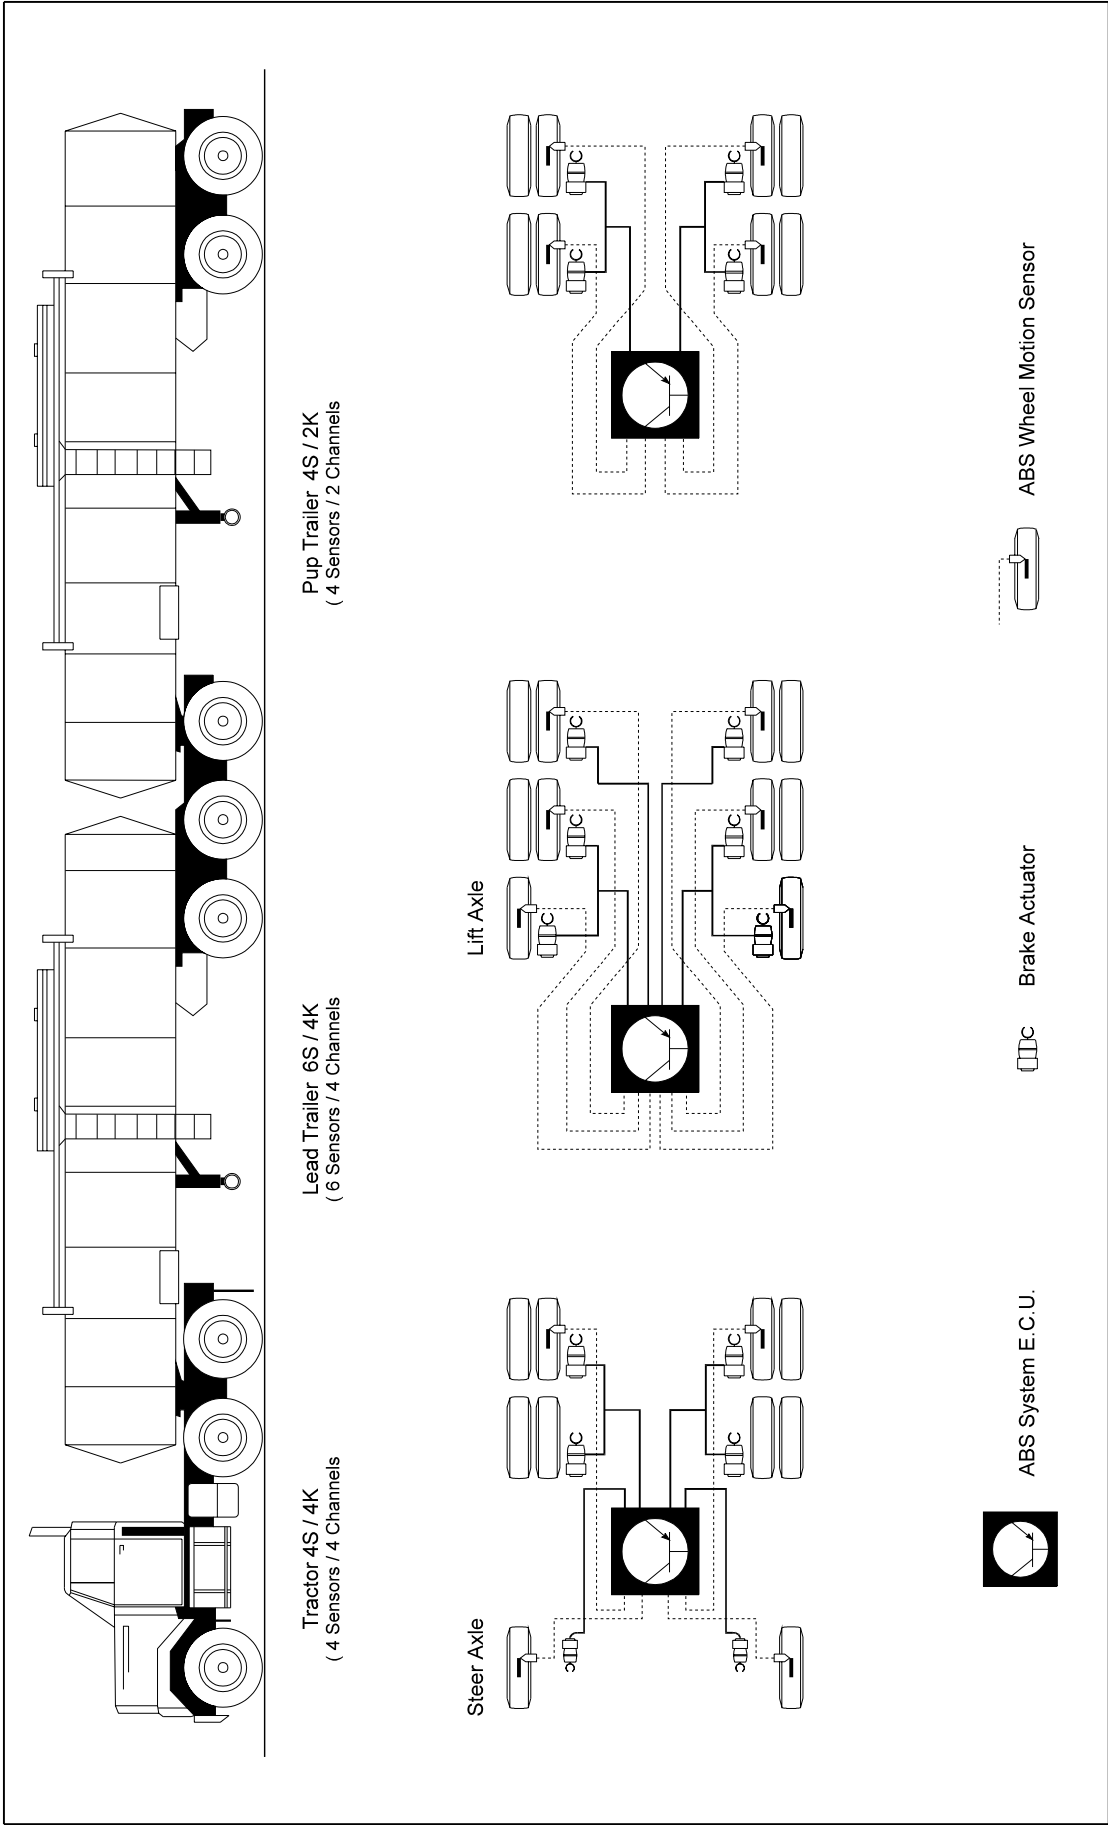 Tractor 4S / 4K
( 4 Sensors / 4 Channels
Lead Trailer 6S / 4K
( 6 Sensors / 4 Channels
Pup Trailer 4S / 2K
( 4 Sensors / 2 Channels
Steer Axle
Lift Axle
ABS System E.C.U.
Brake Actuator
ABS Wheel Motion Sensor